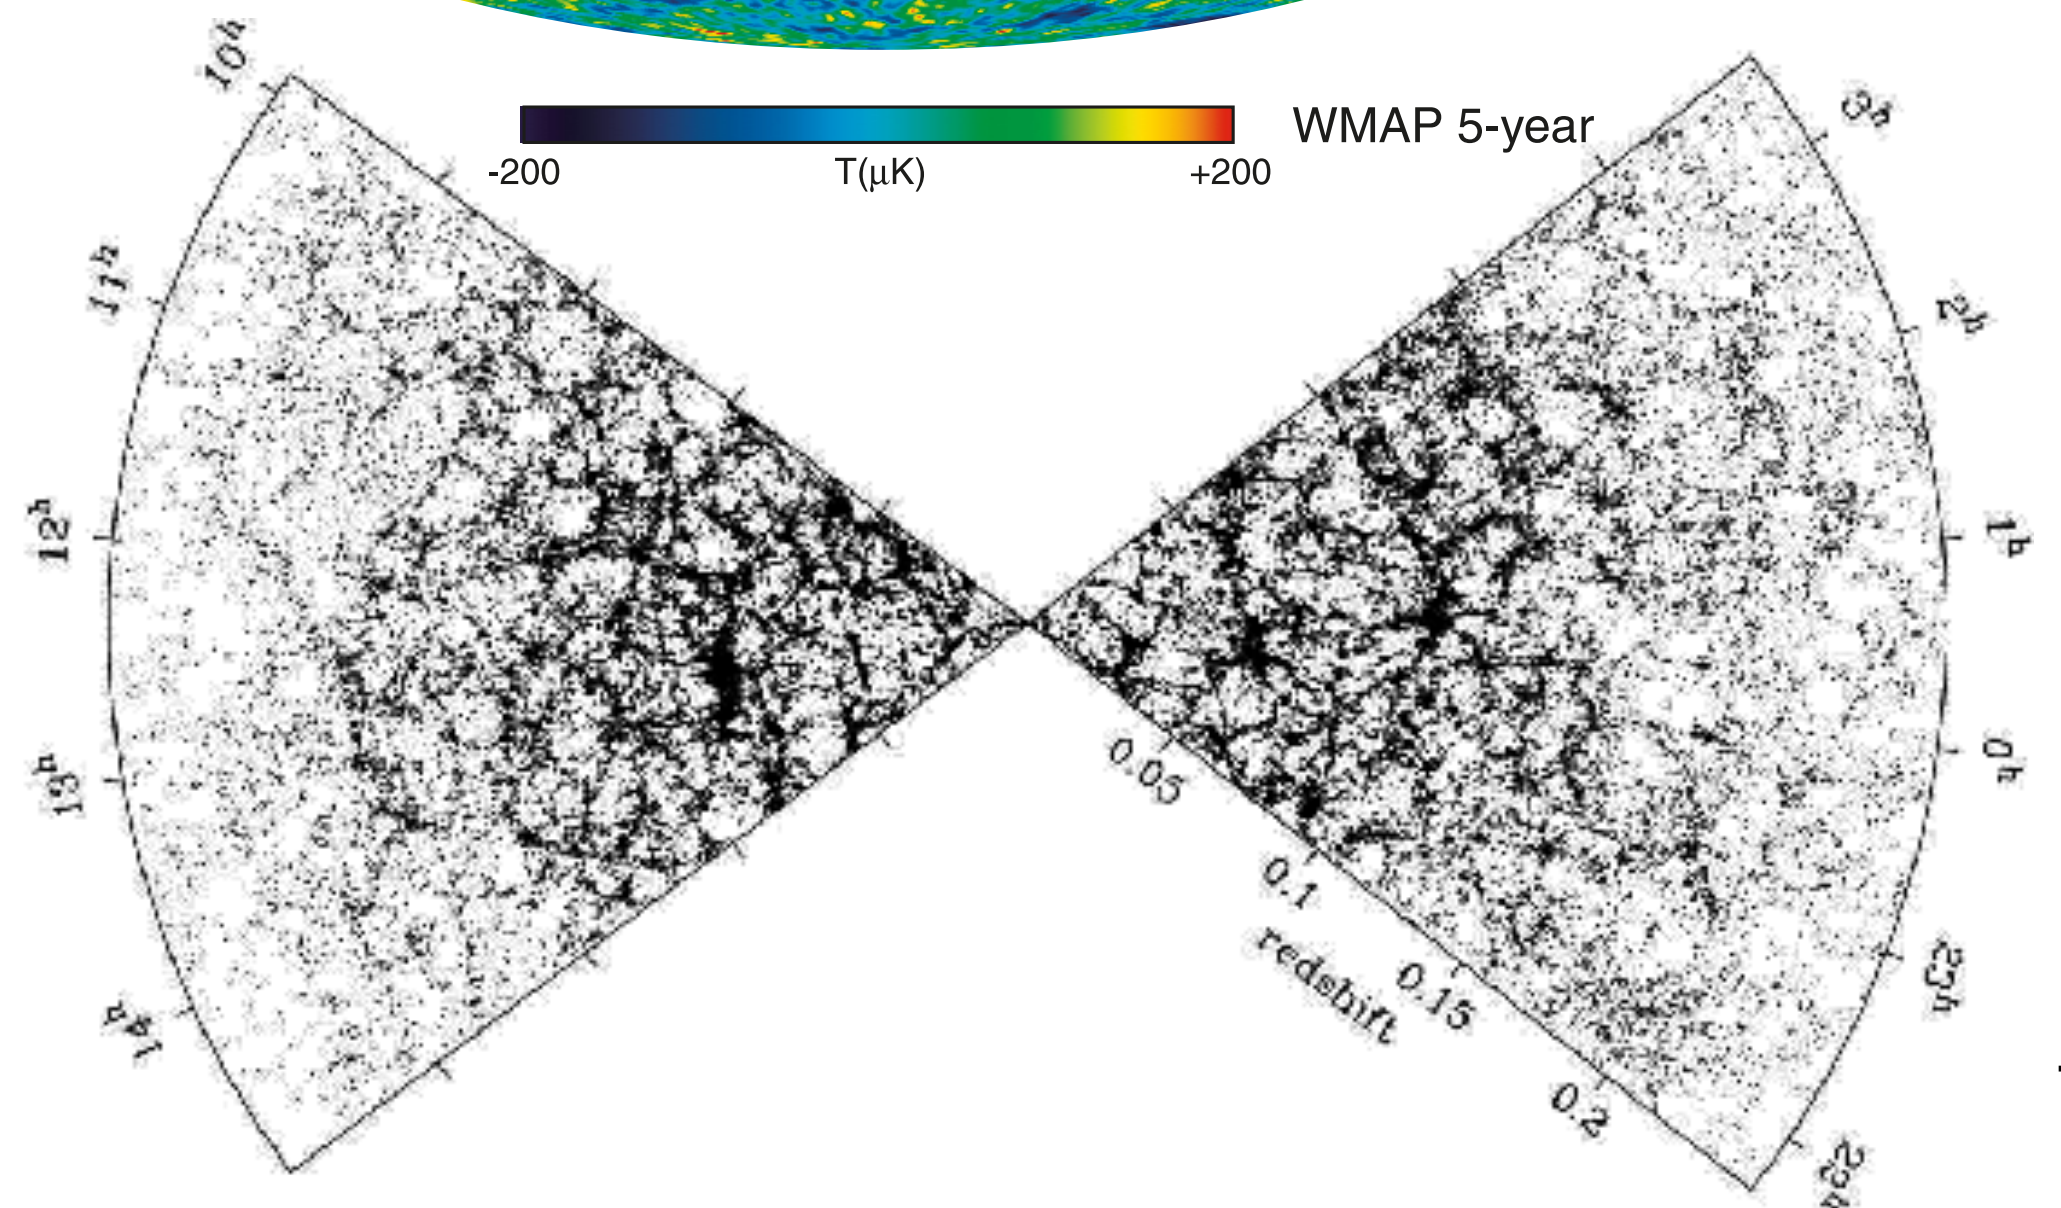 WMAP 5-year
-200 T(μK) +200
10h
11h
12h
13h
14h
3h
2h
1h
0h
23h
22h
0.05
0.1
0.15
0.2
redshift